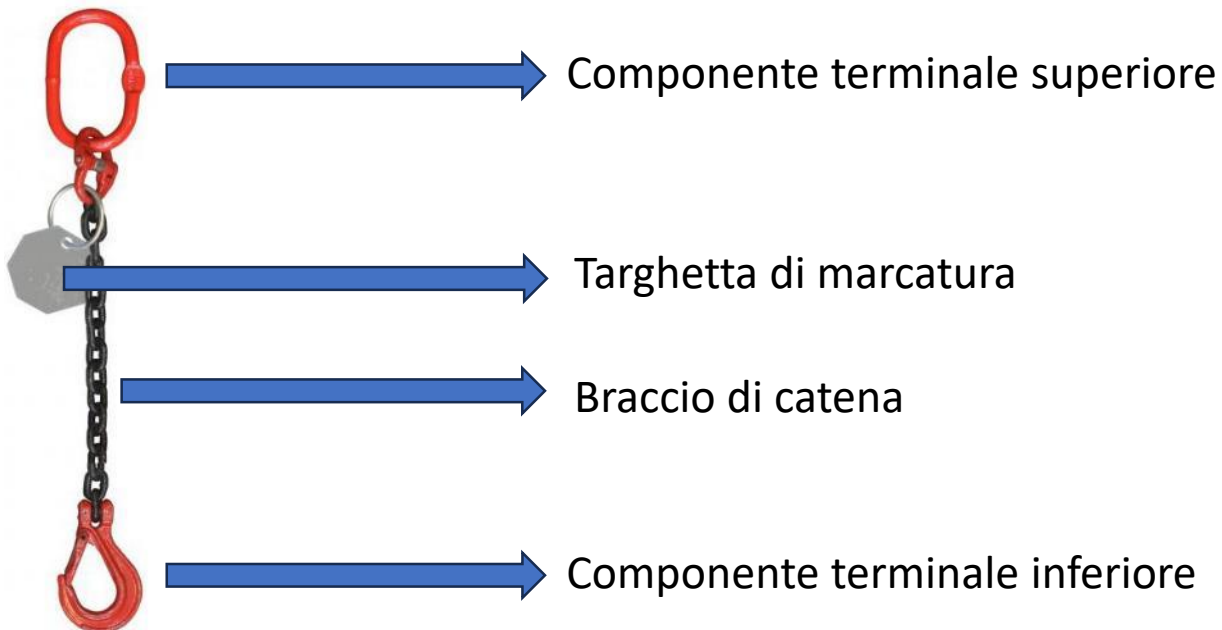 Componente terminale superiore
Targhetta di marcatura
Braccio di catena
Componente terminale inferiore